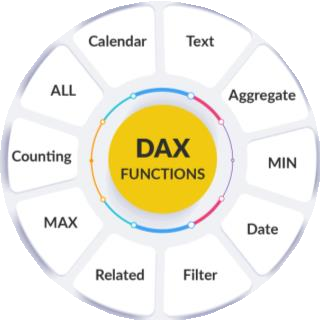 Calendar
Text
ALL
Aggregate
DAX
FUNCTIONS
Counting
MIN
MAX
Date
Related
Filter